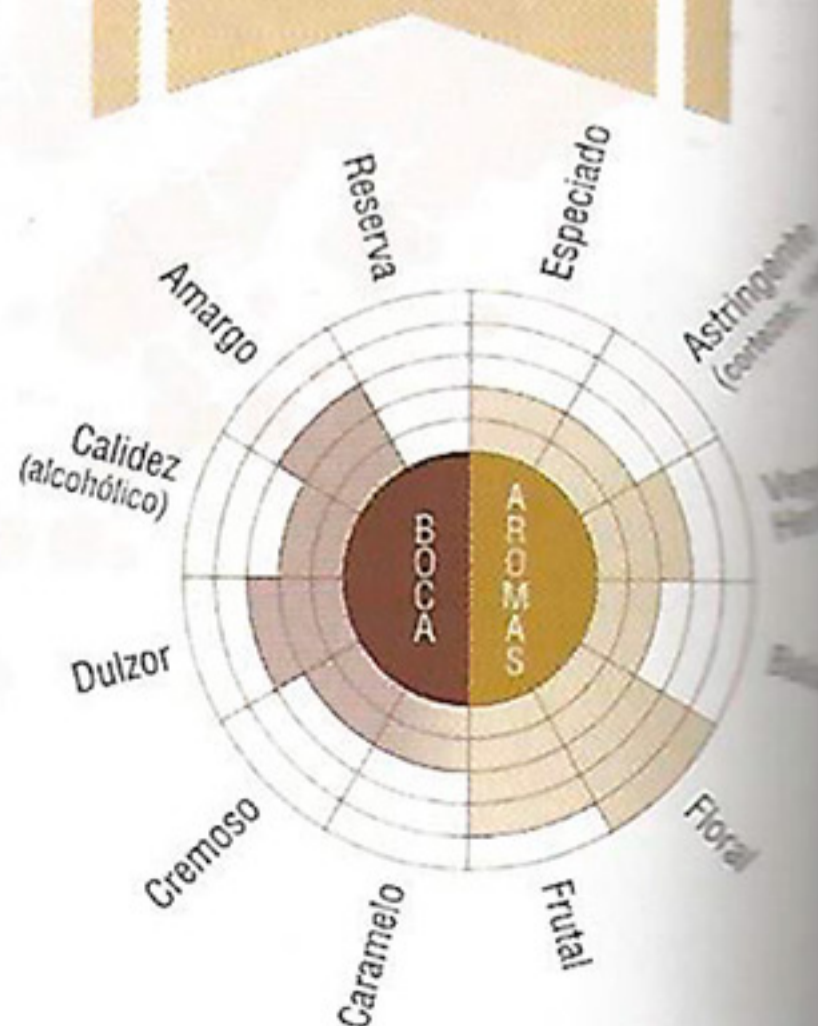 Reserva
Especiado
Amargo
Astringente
Calidez
(alcohólico)
BOCA
AROMAS
Dulzor
Floral
Cremoso
Caramelo
Frutal